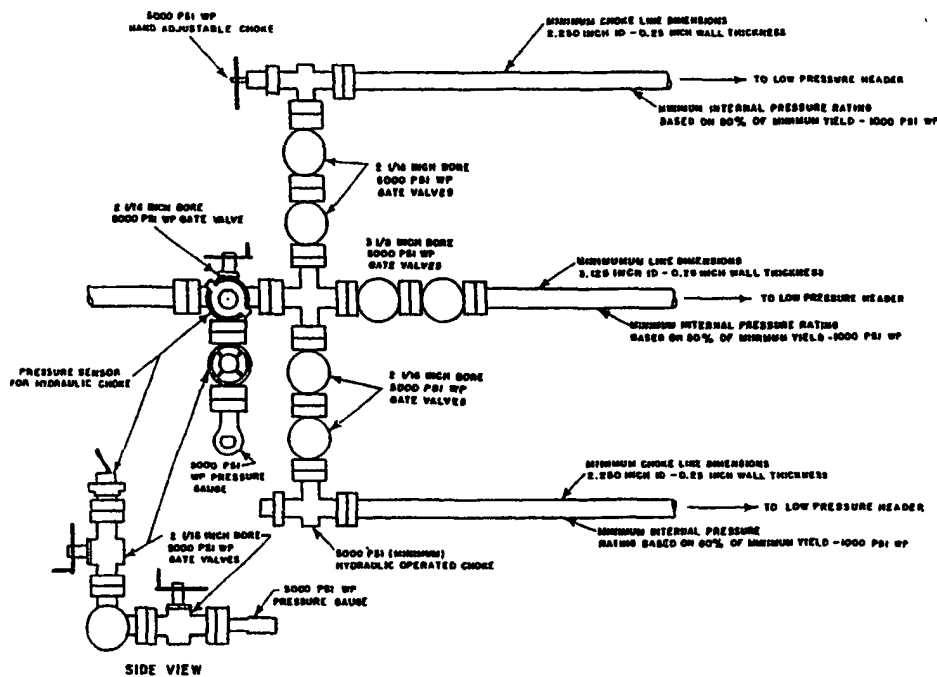 5000 PSI WP
HAND ADJUSTABLE CHOKE
MINIMUM CHOKE LINE DIMENSIONS
2.250 INCH ID - 0.25 INCH WALL THICKNESS
TO LOW PRESSURE HEADER
MINIMUM INTERNAL PRESSURE RATING
BASED ON 80% OF MINIMUM YIELD - 1000 PSI WP
2 1/16 INCH BORE
5000 PSI WP
GATE VALVES
2 1/16 INCH BORE
5000 PSI WP GATE VALVE
3 1/8 INCH BORE
5000 PSI WP
GATE VALVES
MINIMUMUM LINE DIMENSIONS
3.125 INCH ID - 0.25 INCH WALL THICKNESS
TO LOW PRESSURE HEADER
MINIMUM INTERNAL PRESSURE RATING
BASED ON 80% OF MINIMUM YIELD - 1000 PSI WP
PRESSURE SENSOR
FOR HYDRAULIC CHOKE
2 1/16 INCH BORE
5000 PSI WP
GATE VALVES
5000 PSI
WP PRESSURE
GAUGE
MINIMUM CHOKE LINE DIMENSIONS
2.250 INCH ID - 0.25 INCH WALL THICKNESS
TO LOW PRESSURE HEADER
MINIMUM INTERNAL PRESSURE
RATING BASED ON 80% OF MINIMUM YIELD - 1000 PSI WP
2 1/16 INCH BORE
5000 PSI WP
GATE VALVES
5000 PSI (MINIMUM)
HYDRAULIC OPERATED CHOKE
5000 PSI WP
PRESSURE GAUGE
SIDE VIEW